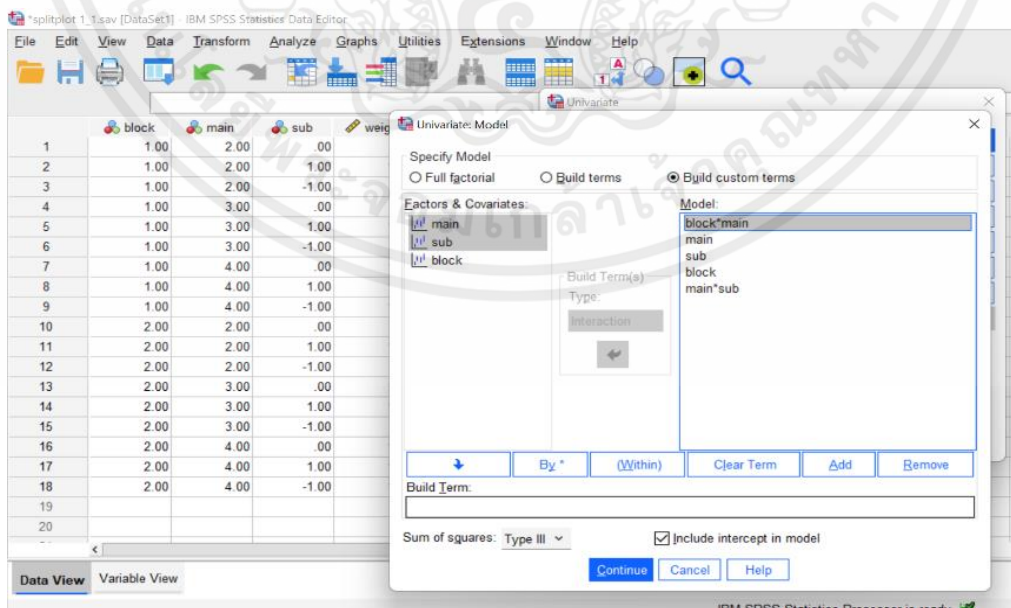 *splitplot 1_1.sav [DataSet1] - IBM SPSS Statistics Data Editor
File Edit View Data Transform Analyze Graphs Utilities Extensions Window Help
Univariate
block main sub weig
1 1.00 2.00 .00
2 1.00 2.00 1.00
3 1.00 2.00 -1.00
4 1.00 3.00 .00
5 1.00 3.00 1.00
6 1.00 3.00 -1.00
7 1.00 4.00 .00
8 1.00 4.00 1.00
9 1.00 4.00 -1.00
10 2.00 2.00 .00
11 2.00 2.00 1.00
12 2.00 2.00 -1.00
13 2.00 3.00 .00
14 2.00 3.00 1.00
15 2.00 3.00 -1.00
16 2.00 4.00 .00
17 2.00 4.00 1.00
18 2.00 4.00 -1.00
19
20
Data View Variable View
Univariate: Model
Specify Model
Full factorial Build terms Build custom terms
Factors & Covariates:
main
sub
block
Build Term(s)
Type:
Interaction
Model:
block*main
main
sub
block
main*sub
By * (Within) Clear Term Add Remove
Build Term:
Sum of squares: Type III Include intercept in model
Continue Cancel Help
IBM SPSS Statistics Processor is ready